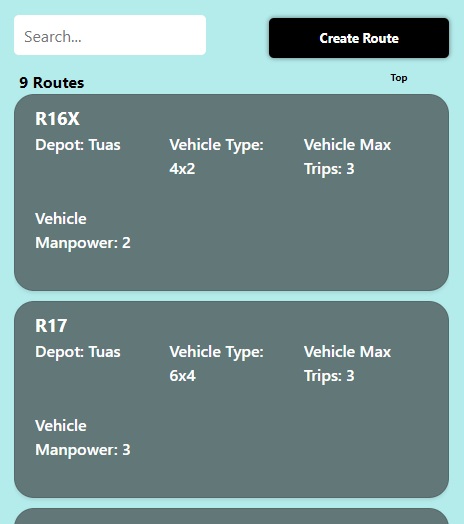 Search...
Create Route
9 Routes
Top
R16X
Depot: Tuas
Vehicle Type:
4x2
Vehicle Max
Trips: 3
Vehicle
Manpower: 2
R17
Depot: Tuas
Vehicle Type:
6x4
Vehicle Max
Trips: 3
Vehicle
Manpower: 3